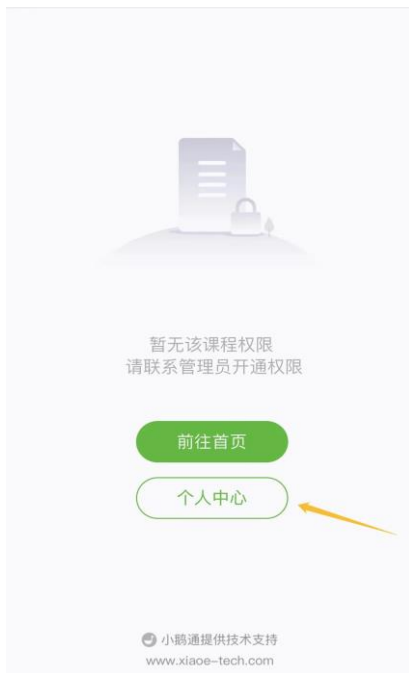 暂无该课程权限
请联系管理员开通权限
前往首页
个人中心
小鹅通提供技术支持
www.xiaoe-tech.com